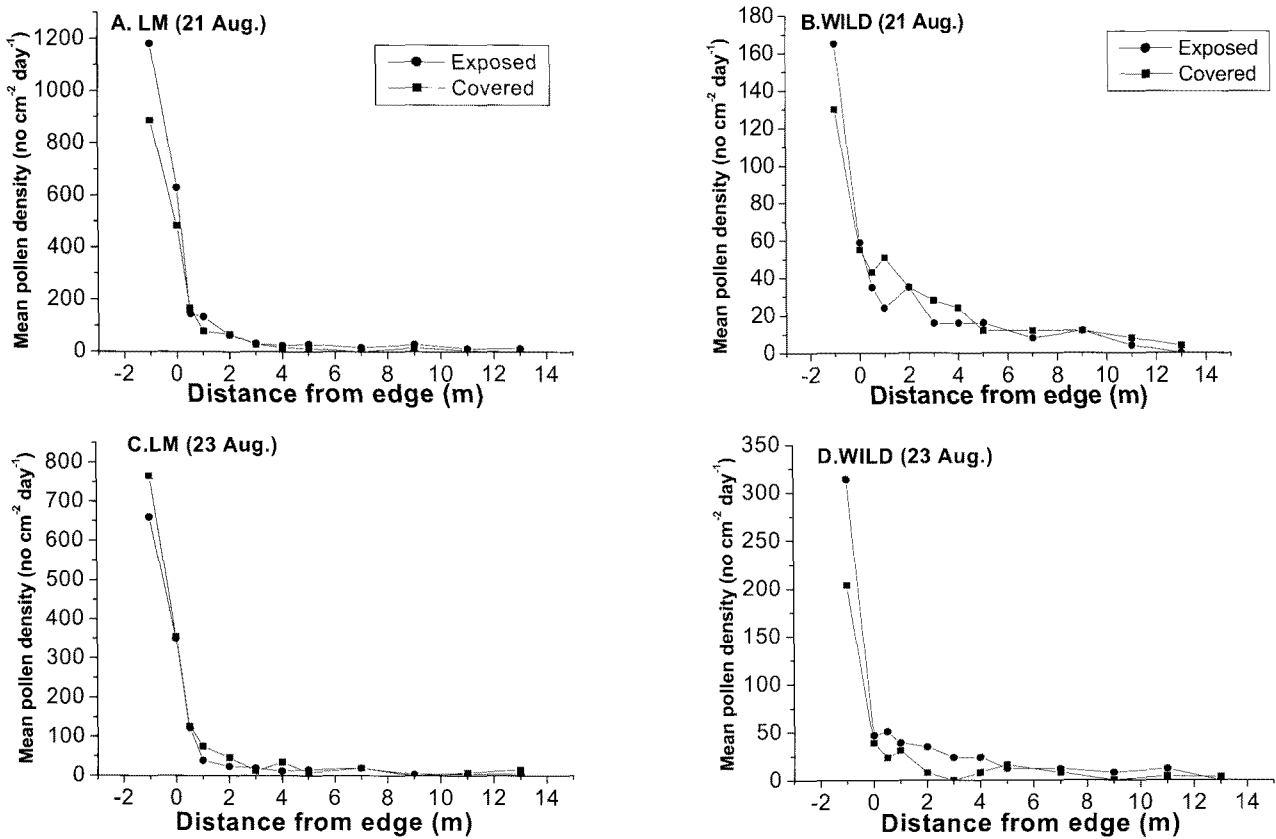 A. LM (21 Aug.)
Mean pollen density (no cm⁻² day⁻¹)
1200
1000
800
600
400
200
0
Exposed
Covered
-2 0 2 4 6 8 10 12 14
Distance from edge (m)
B.WILD (21 Aug.)
Mean pollen density (no cm⁻² day⁻¹)
180
160
140
120
100
80
60
40
20
0
Exposed
Covered
-2 0 2 4 6 8 10 12 14
Distance from edge (m)
C.LM (23 Aug.)
Mean pollen density (no cm⁻² day⁻¹)
800
700
600
500
400
300
200
100
0
-2 0 2 4 6 8 10 12 14
Distance from edge (m)
D.WILD (23 Aug.)
Mean pollen density (no cm⁻² day⁻¹)
350
300
250
200
150
100
50
0
-2 0 2 4 6 8 10 12 14
Distance from edge (m)